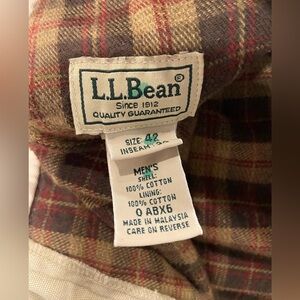 L.L.Bean®
Since 1912
QUALITY GUARANTEED
SIZE 42
INSEAM
MEN'S
SHELL:
100% COTTON
LINING:
100% COTTON
0 ABX6
MADE IN MALAYSIA
CARE ON REVERSE